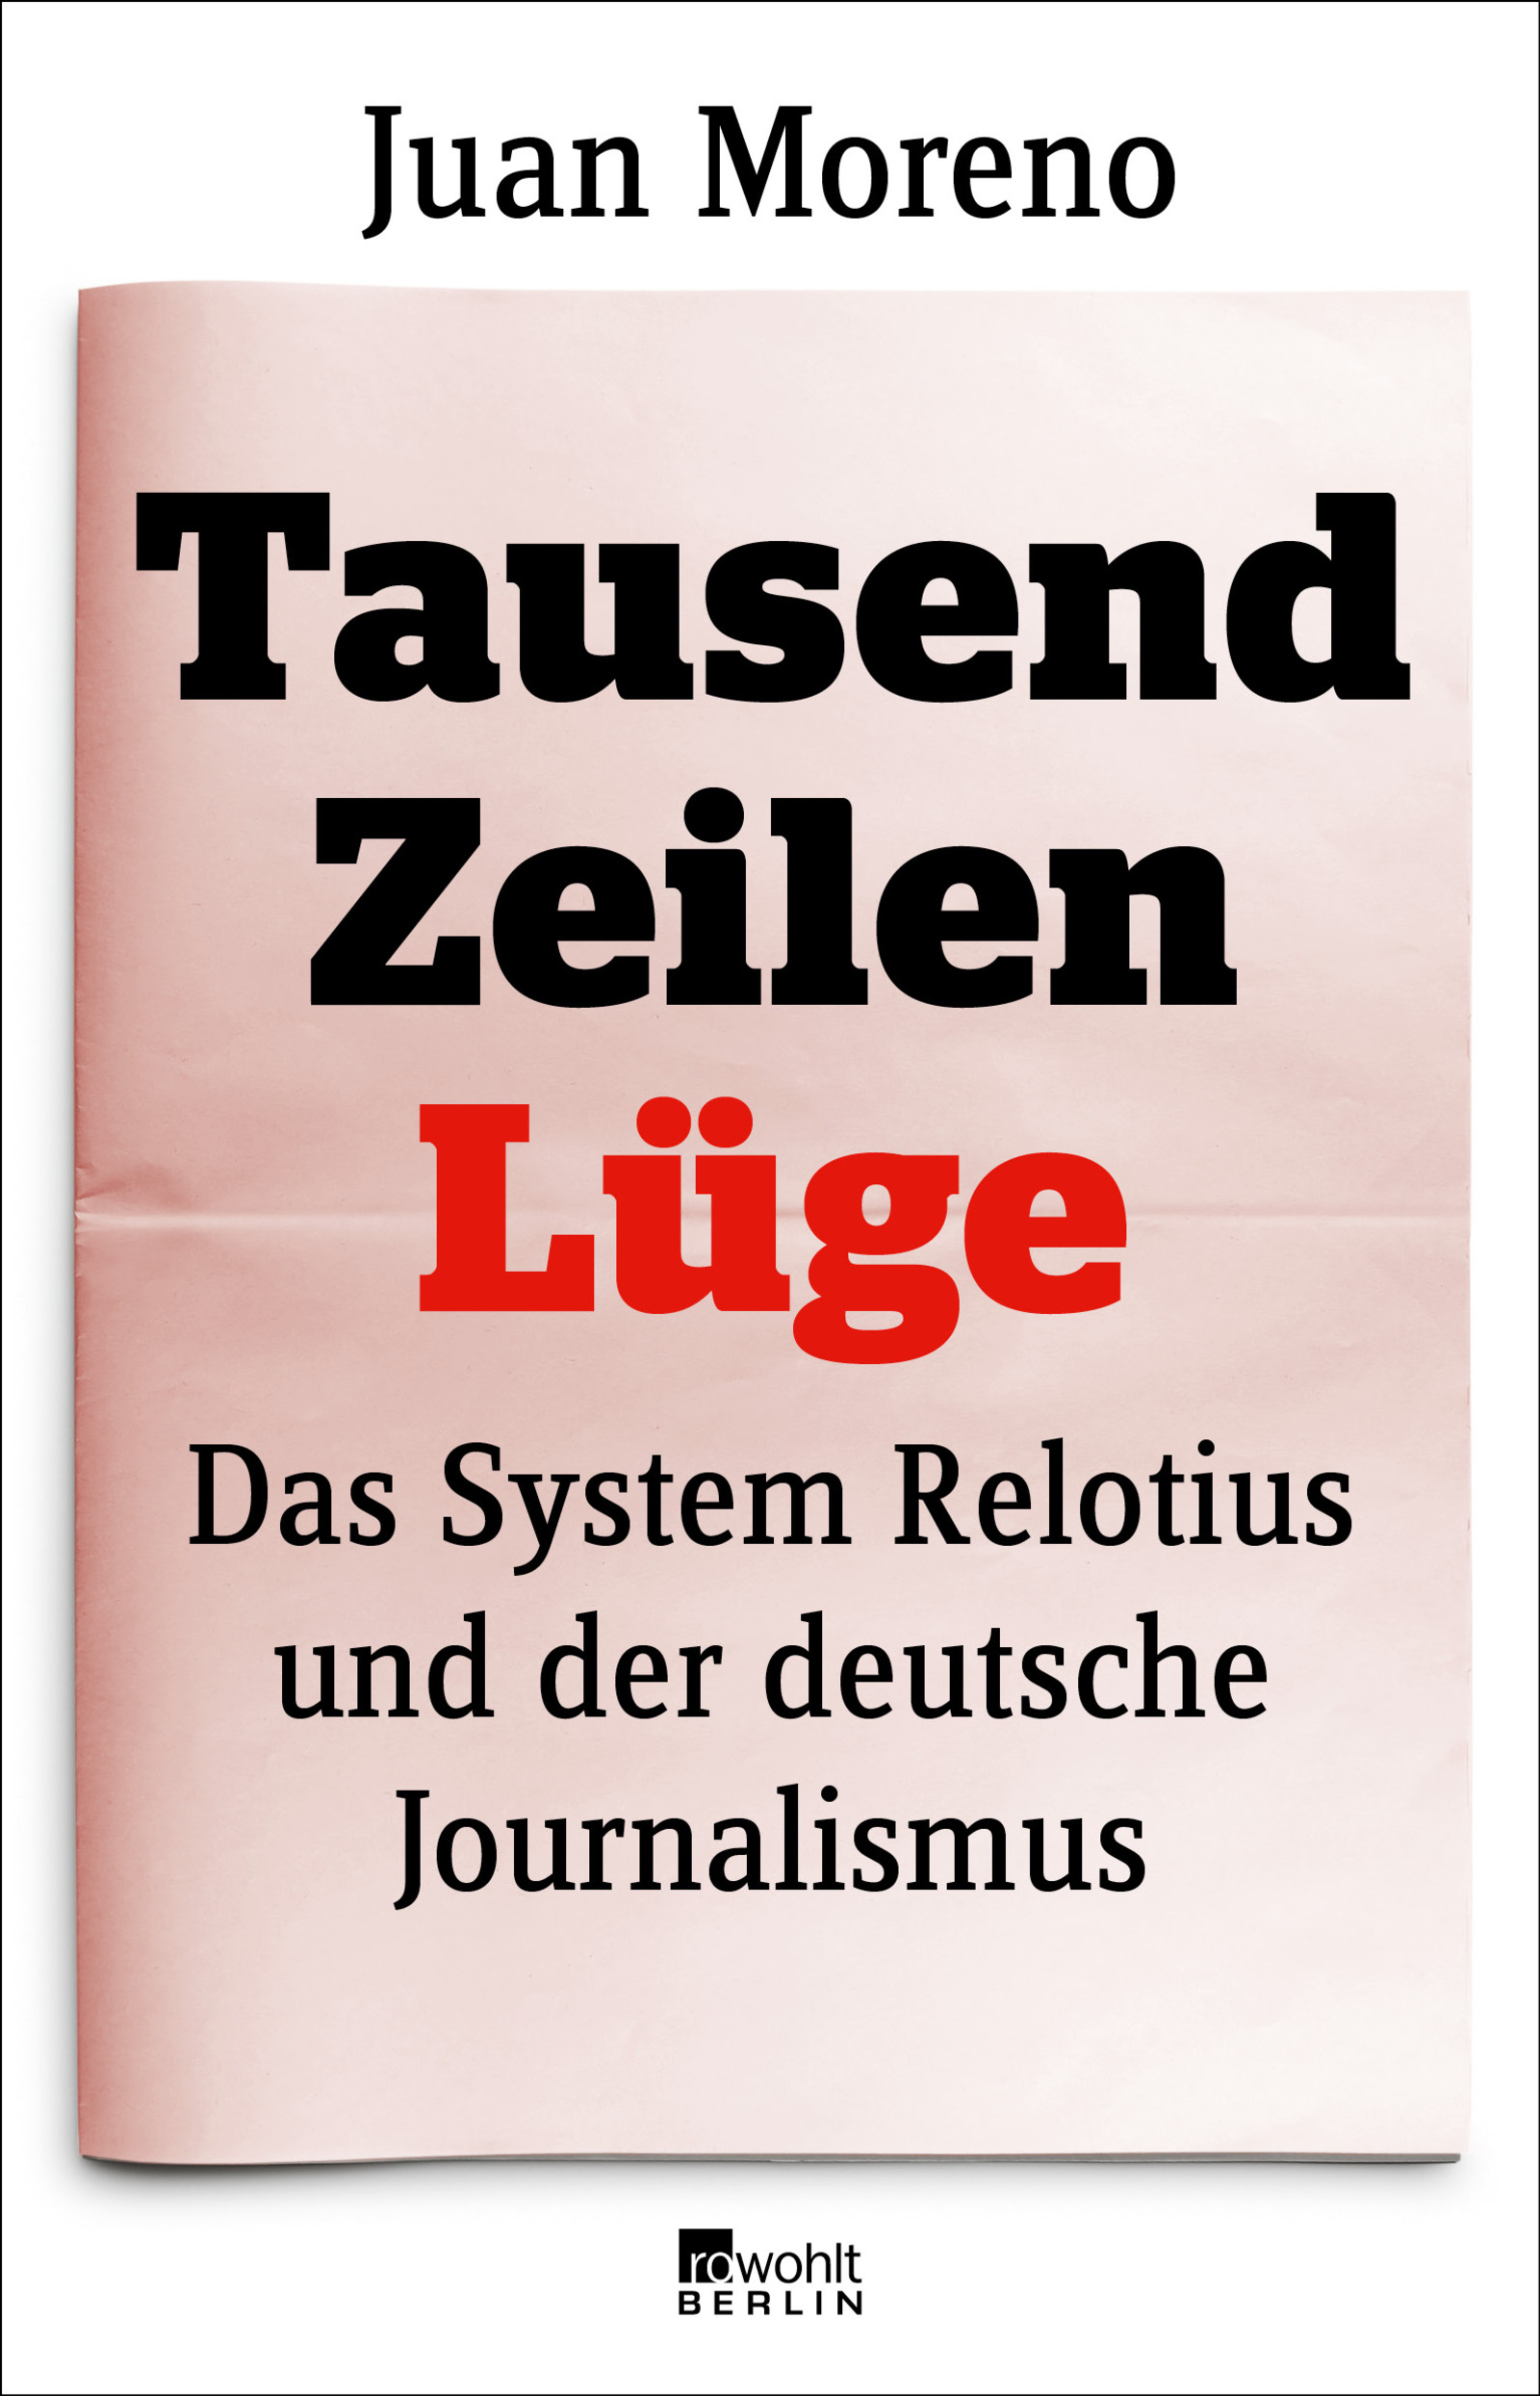 Juan Moreno
Tausend
Zeilen
Lüge
Das System Relotius
und der deutsche
Journalismus
rowohlt
BERLIN